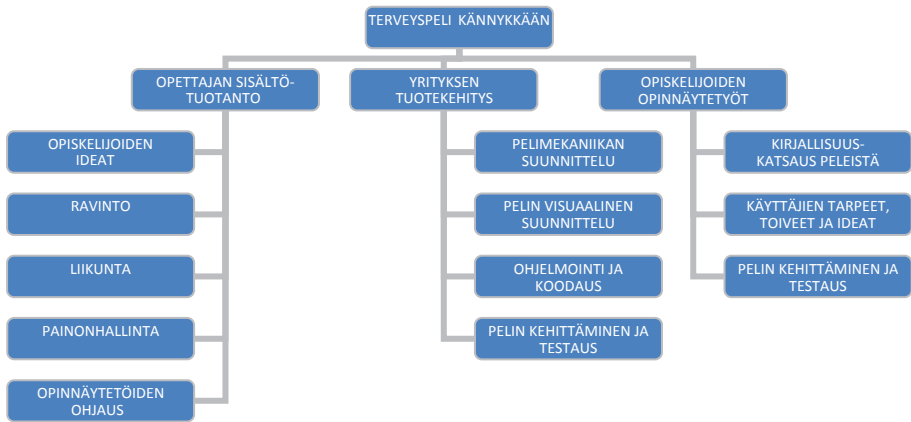 TERVEYSPELI KÄNNYKKÄÄN
OPETTAJAN SISÄLTÖ-
TUOTANTO
OPISKELIJOIDEN
IDEAT
RAVINTO
LIIKUNTA
PAINONHALLINTA
OPINNÄYTETÖIDEN
OHJAUS
YRITYKSEN
TUOTEKEHITYS
PELIMEKANIIKAN
SUUNNITTELU
PELIN VISUAALINEN
SUUNNITTELU
OHJELMOINTI JA
KOODAUS
PELIN KEHITTÄMINEN JA
TESTAUS
OPISKELIJOIDEN
OPINNÄYTETYÖT
KIRJALLISUUS-
KATSAUS PELEISTÄ
KÄYTTÄJIEN TARPEET,
TOIVEET JA IDEAT
PELIN KEHITTÄMINEN JA
TESTAUS